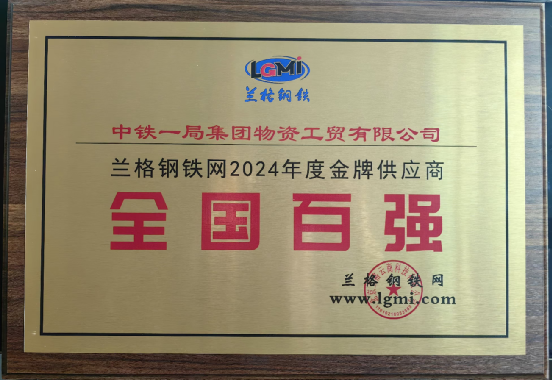 LGMi
兰格钢铁
中铁一局集团物资工贸有限公司
兰格钢铁网2024年度金牌供应商
全国百强
兰格钢铁网
www.lgmi.com